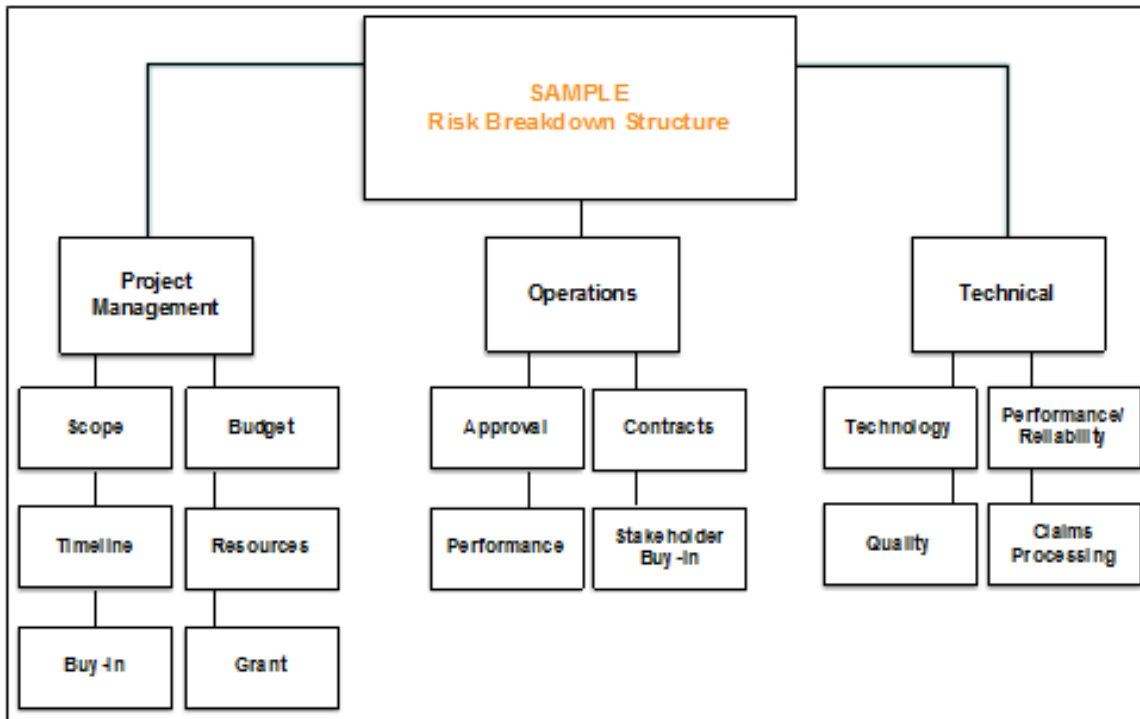 SAMPLE
Risk Breakdown Structure
Project
Management
Operations
Technical
Scope
Budget
Approval
Contracts
Technology
Performance/
Reliability
Timeline
Resources
Performance
Stakeholder
Buy-In
Quality
Claims
Processing
Buy-In
Grant